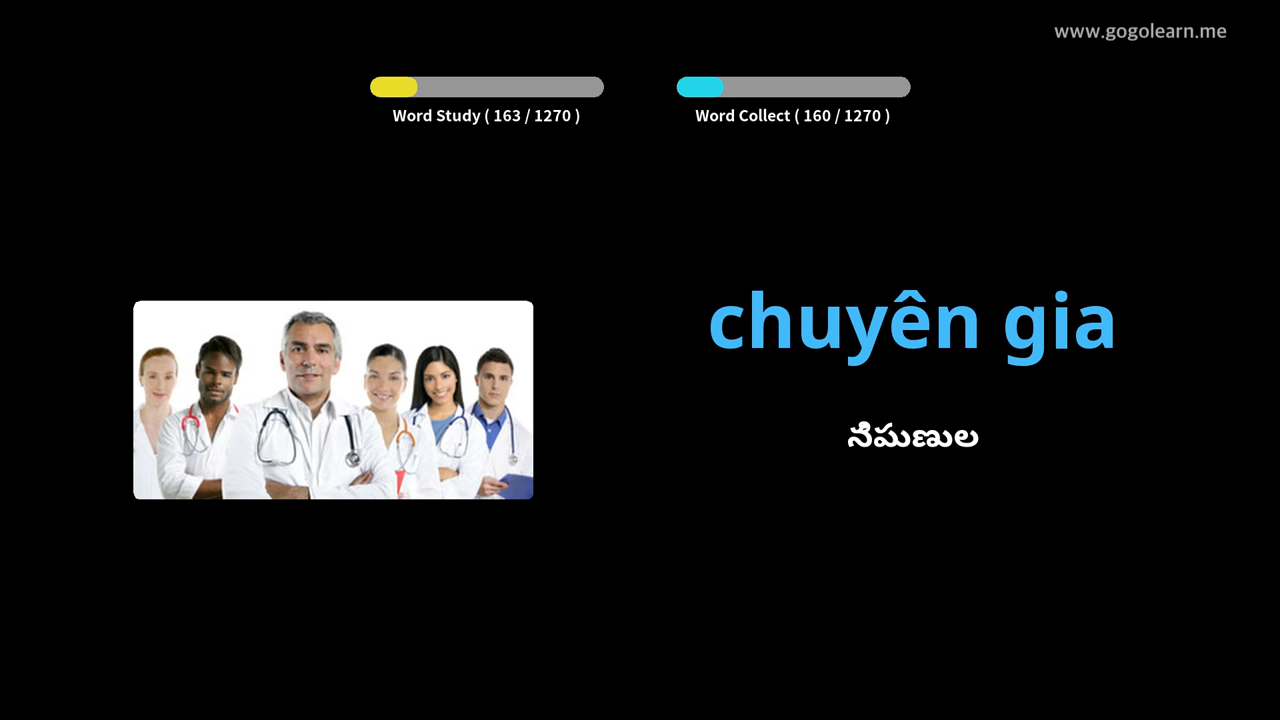 www.gogolearn.me
Word Study ( 163 / 1270 )
Word Collect ( 160 / 1270 )
chuyên gia
నిపుణుల